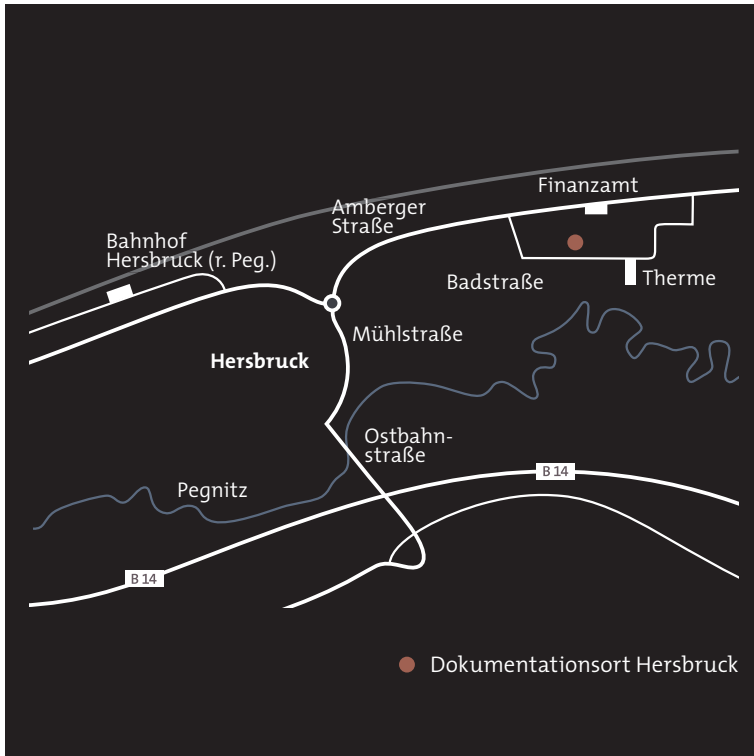 Finanzamt
Amberger
Straße
Bahnhof
Hersbruck (r. Peg.)
Badstraße
Therme
Mühlstraße
Hersbruck
Ostbahn-
straße
B 14
Pegnitz
B 14
Dokumentationsort Hersbruck